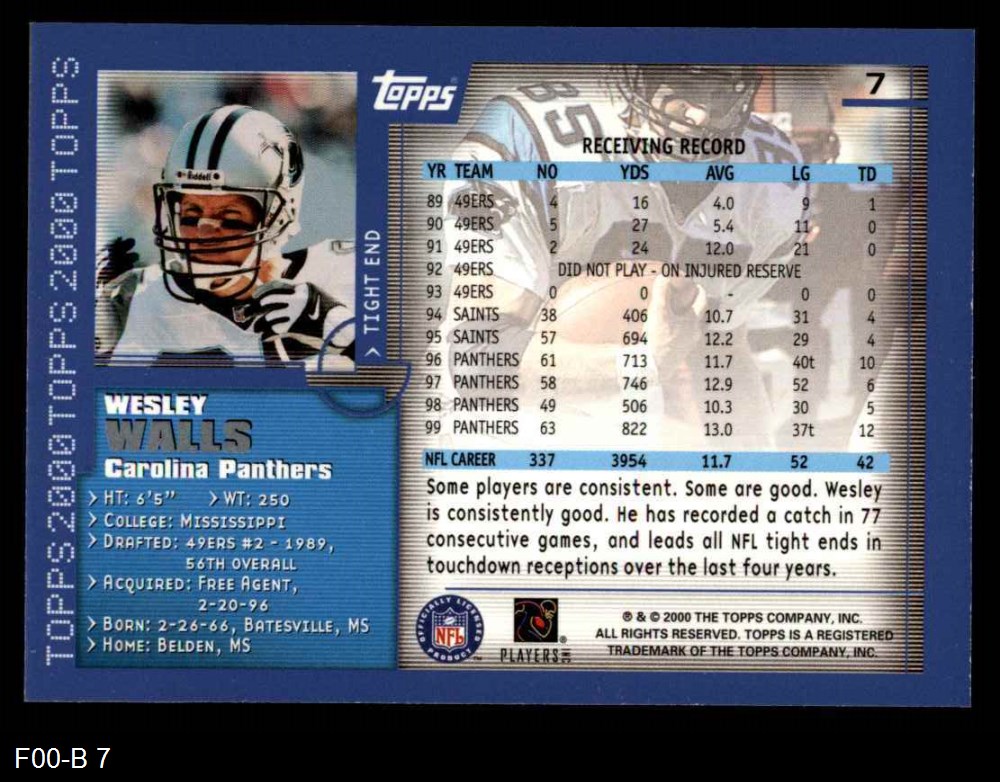 TOPPS 2000 TOPPS 2000 TOPPS 2000 TOPPS
Riddell
> TIGHT END
WESLEY
WALLS
Carolina Panthers
> HT: 6'5" > WT: 250
> COLLEGE: MISSISSIPPI
> DRAFTED: 49ERS #2 - 1989,
56TH OVERALL
> ACQUIRED: FREE AGENT,
2-20-96
> BORN: 2-26-66, BATESVILLE, MS
> HOME: BELDEN, MS
TOPPS
7
85
RECEIVING RECORD
YR TEAM NO YDS AVG LG TD
89 49ERS 4 16 4.0 9 1
90 49ERS 5 27 5.4 11 0
91 49ERS 2 24 12.0 21 0
92 49ERS DID NOT PLAY - ON INJURED RESERVE
93 49ERS 0 0 - 0 0
94 SAINTS 38 406 10.7 31 4
95 SAINTS 57 694 12.2 29 4
96 PANTHERS 61 713 11.7 40t 10
97 PANTHERS 58 746 12.9 52 6
98 PANTHERS 49 506 10.3 30 5
99 PANTHERS 63 822 13.0 37t 12
NFL CAREER 337 3954 11.7 52 42
Some players are consistent. Some are good. Wesley
is consistently good. He has recorded a catch in 77
consecutive games, and leads all NFL tight ends in
touchdown receptions over the last four years.
OFFICIALLY LICENSED PRODUCT
NFL
PLAYERS INC
® & © 2000 THE TOPPS COMPANY, INC.
ALL RIGHTS RESERVED. TOPPS IS A REGISTERED
TRADEMARK OF THE TOPPS COMPANY, INC.
F00-B 7